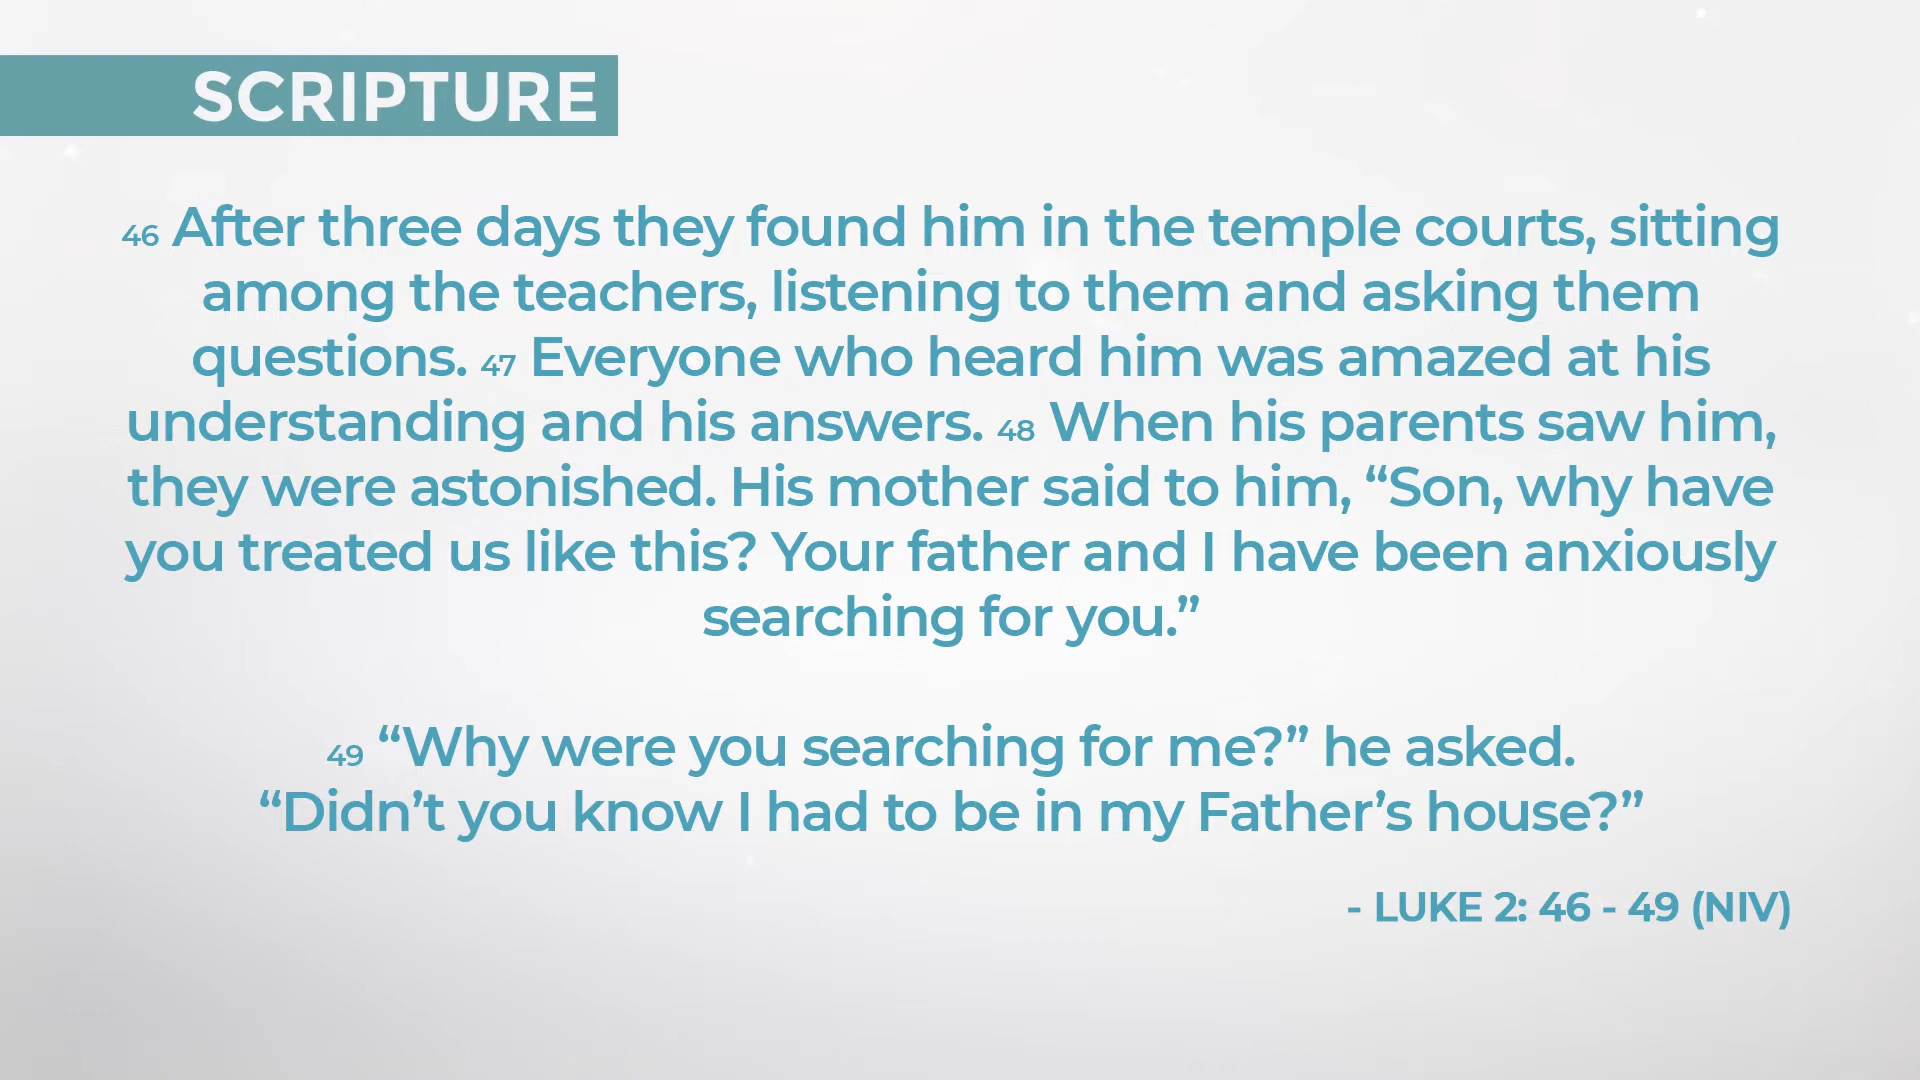 SCRIPTURE
46 After three days they found him in the temple courts, sitting
among the teachers, listening to them and asking them
questions. 47 Everyone who heard him was amazed at his
understanding and his answers. 48 When his parents saw him,
they were astonished. His mother said to him, “Son, why have
you treated us like this? Your father and I have been anxiously
searching for you.”
49 “Why were you searching for me?” he asked.
“Didn’t you know I had to be in my Father’s house?”
- LUKE 2: 46 - 49 (NIV)